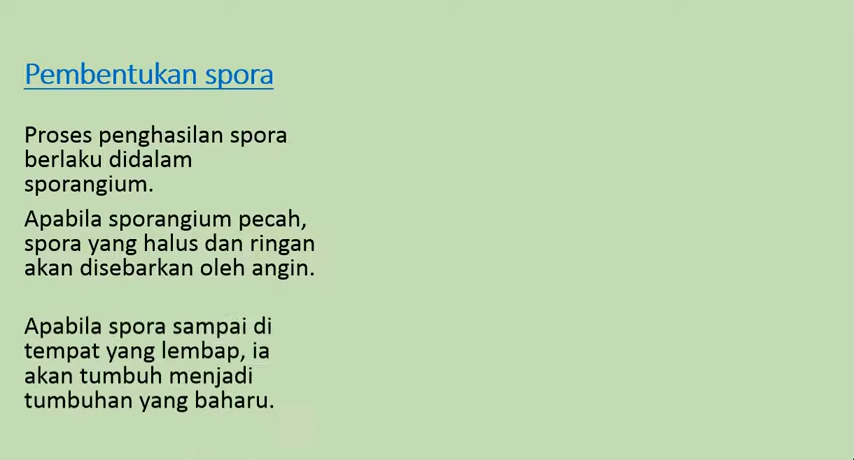 Pembentukan spora
Proses penghasilan spora
berlaku didalam
sporangium.
Apabila sporangium pecah,
spora yang halus dan ringan
akan disebarkan oleh angin.
Apabila spora sampai di
tempat yang lembap, ia
akan tumbuh menjadi
tumbuhan yang baharu.